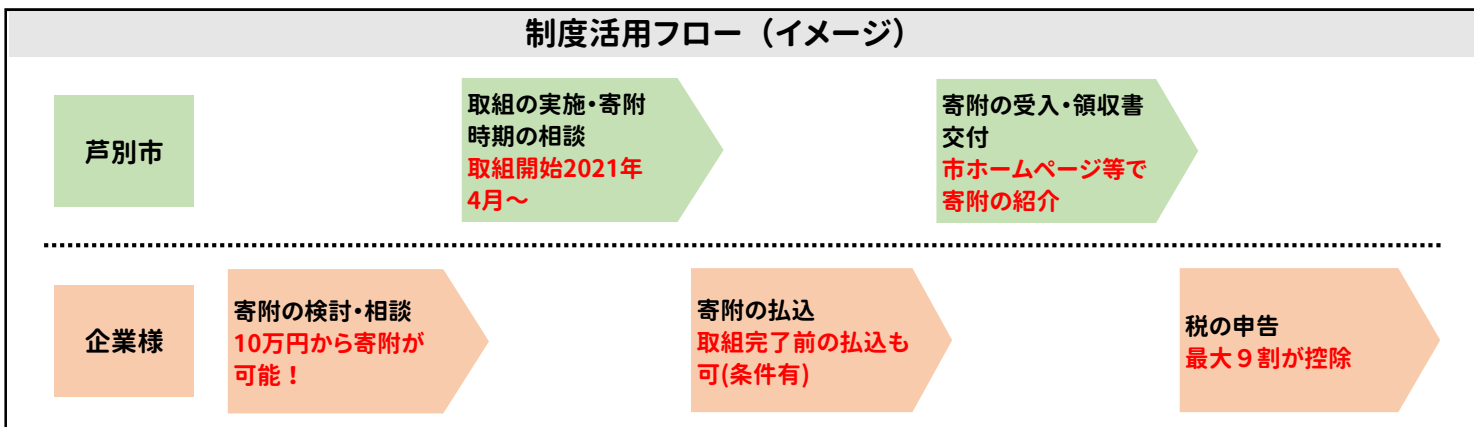 制度活用フロー（イメージ）
芦別市
取組の実施・寄附
時期の相談
取組開始2021年
4月～
寄附の受入・領収書
交付
市ホームページ等で
寄附の紹介
企業様
寄附の検討・相談
10万円から寄附が
可能！
寄附の払込
取組完了前の払込も
可(条件有)
税の申告
最大９割が控除